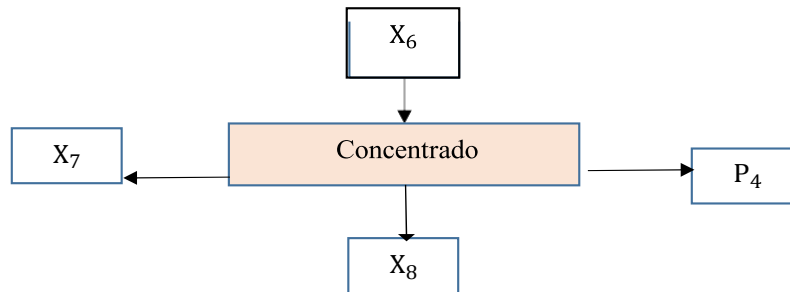 X₆
Concentrado
X₇
P₄
X₈